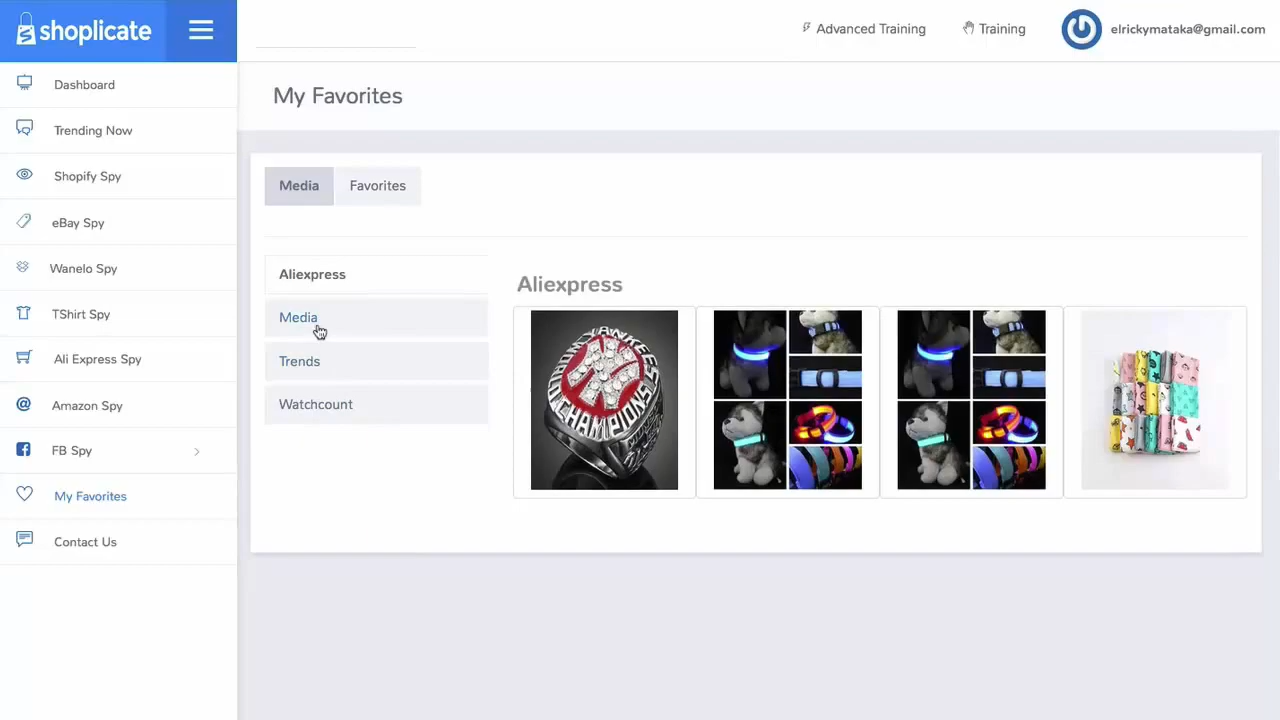 shoplicate
Advanced Training
Training
elrickymataka@gmail.com
Dashboard
Trending Now
Shopify Spy
eBay Spy
Wanelo Spy
TShirt Spy
Ali Express Spy
Amazon Spy
FB Spy
My Favorites
Contact Us
My Favorites
Media
Favorites
Aliexpress
Media
Trends
Watchcount
Aliexpress
YANKEES
CHAMPIONS